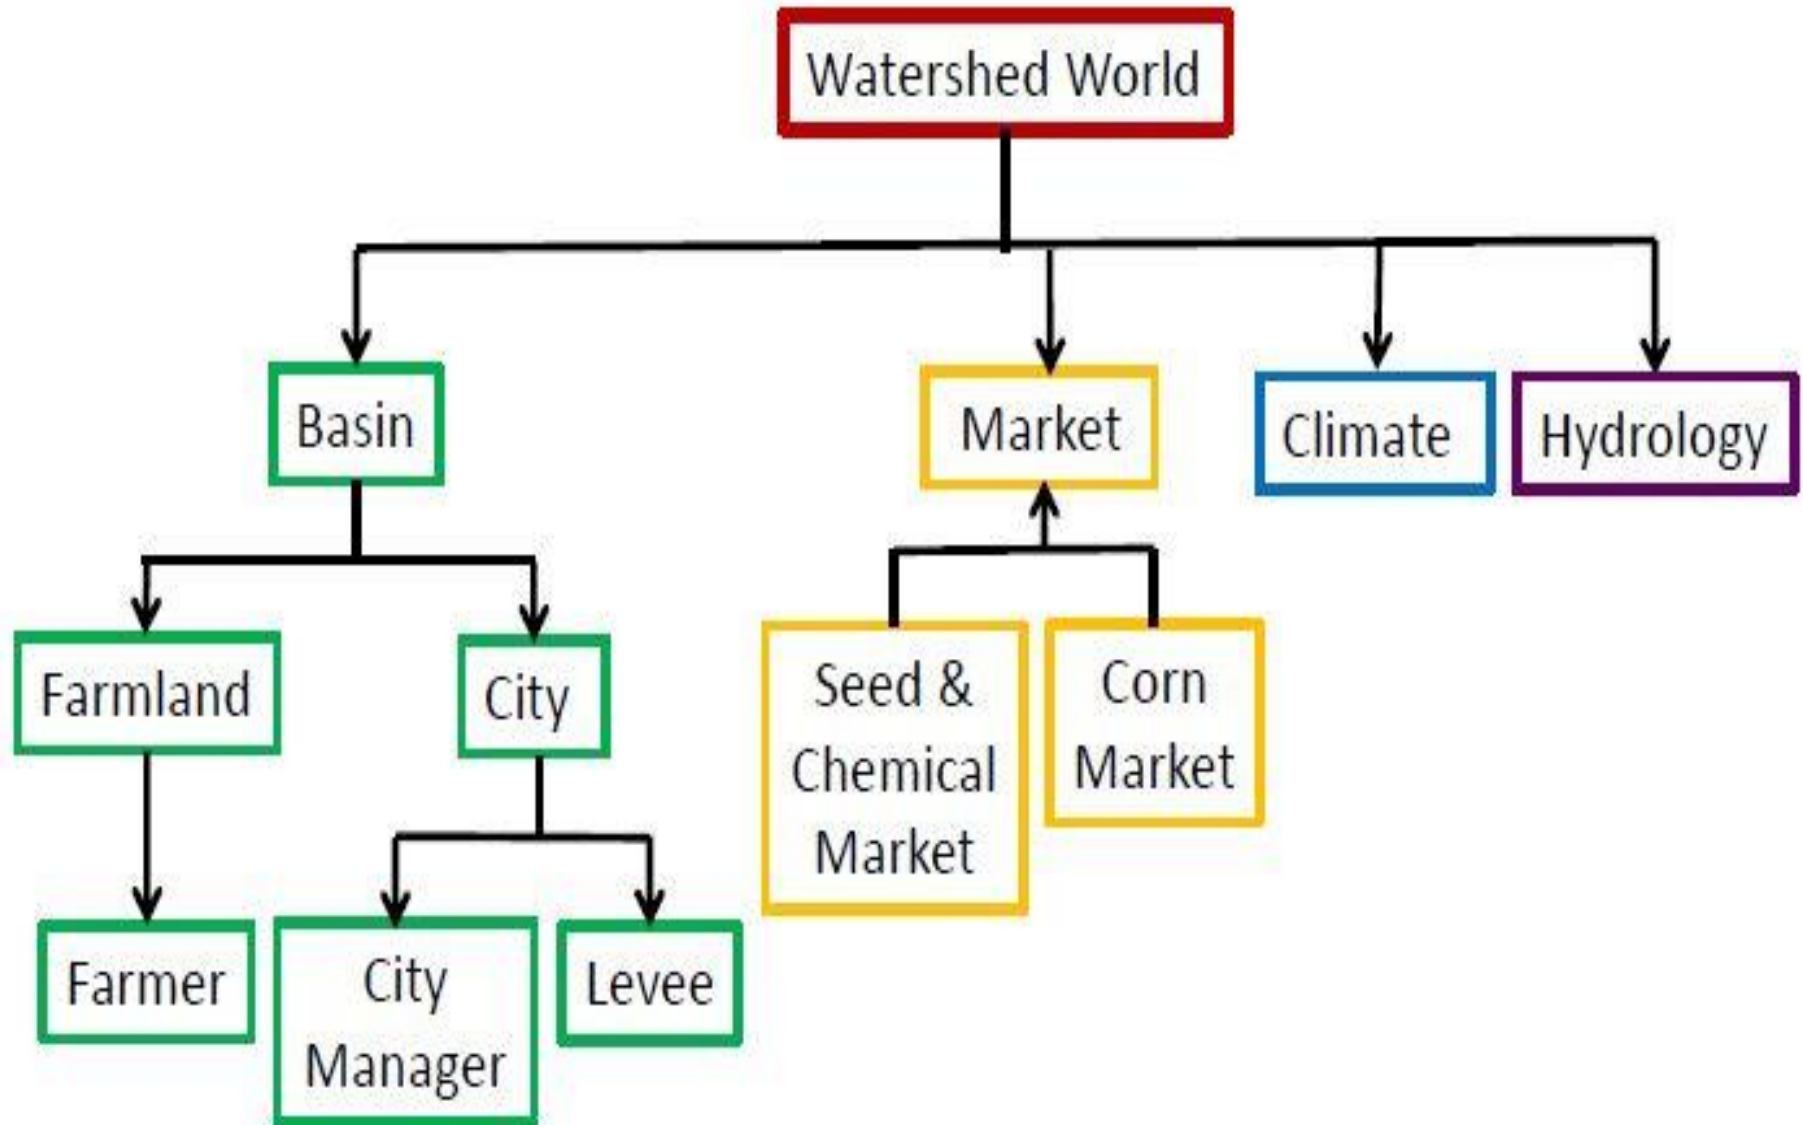 Watershed World
Basin
Market
Climate
Hydrology
Farmland
City
Seed &
Chemical
Market
Corn
Market
Farmer
City
Manager
Levee